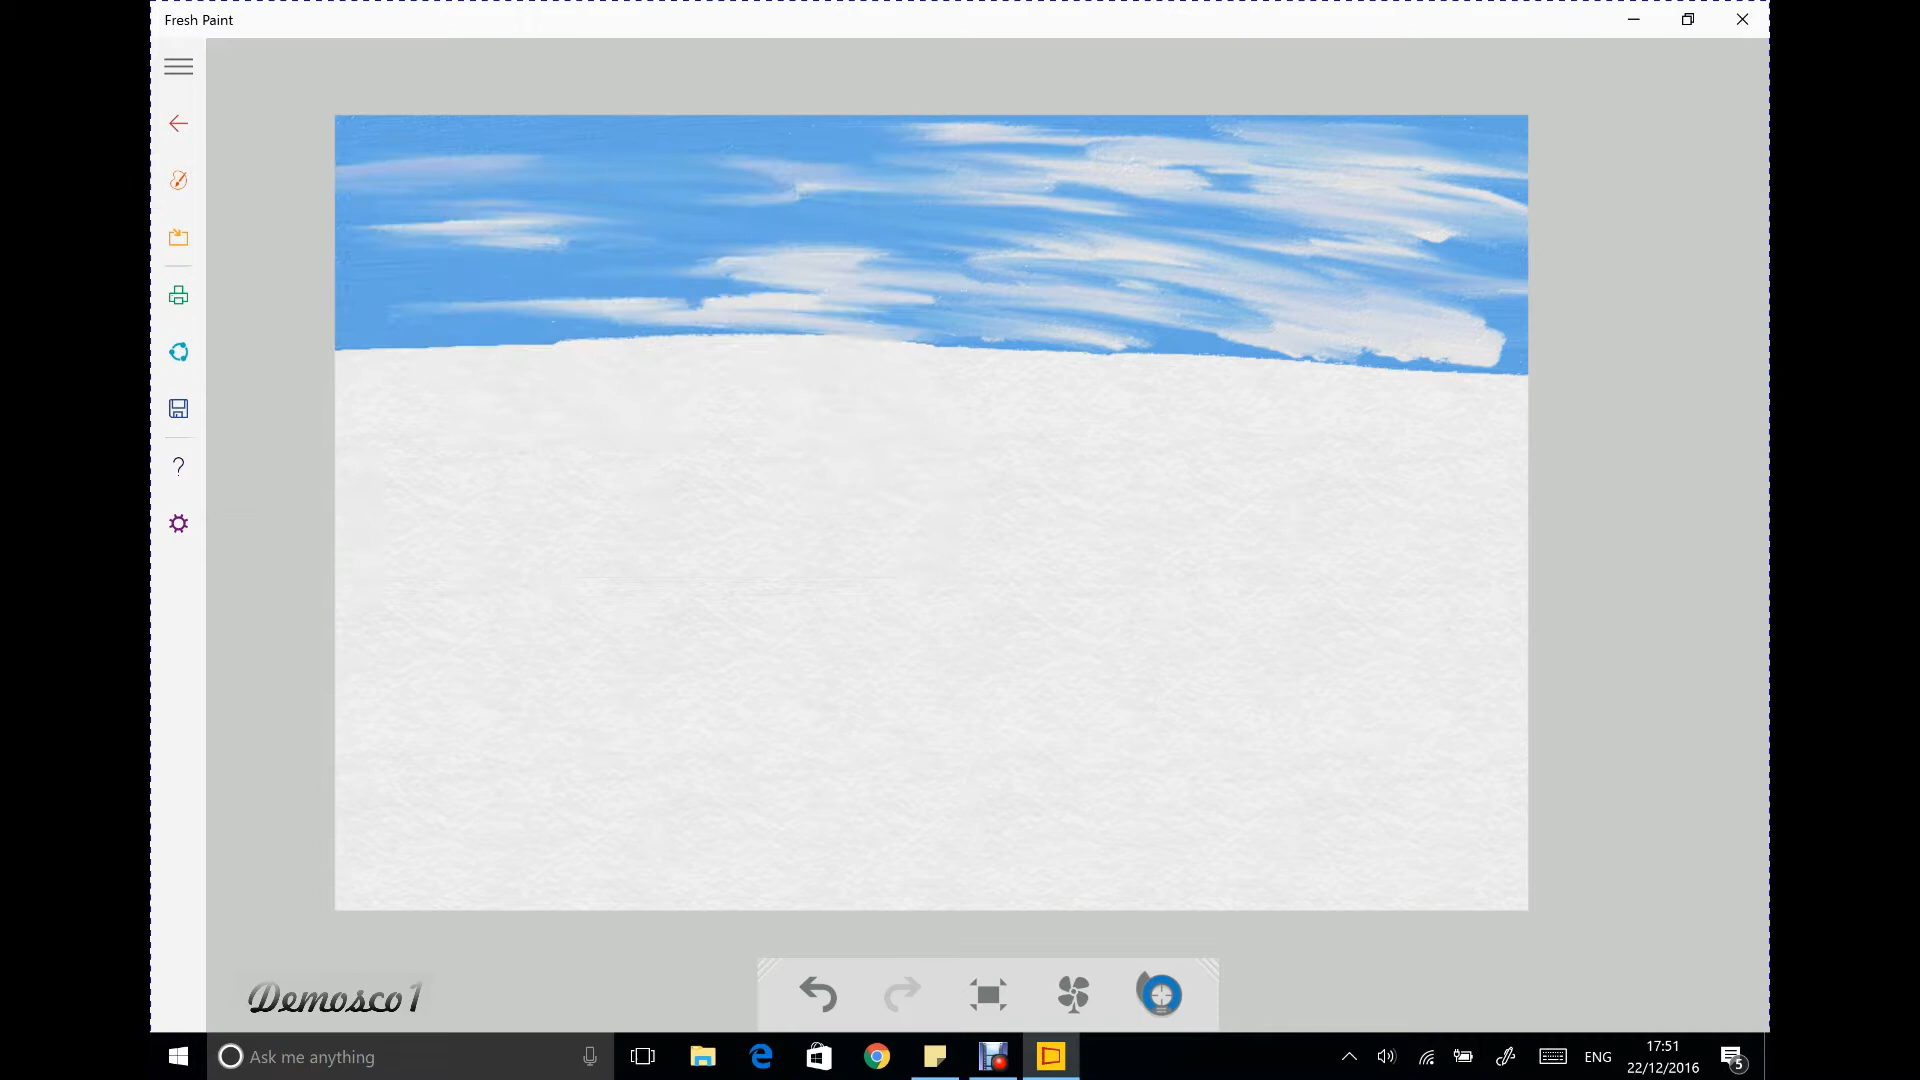 Fresh Paint
Demosco1
Ask me anything
ENG
17:51
22/12/2016
5